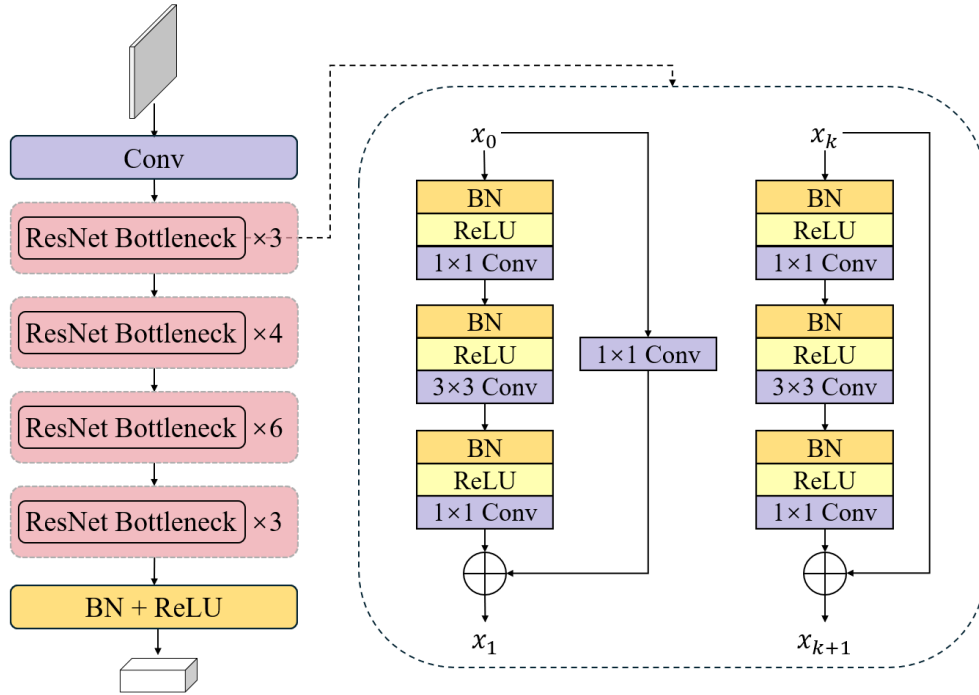 Conv
ResNet Bottleneck ×3
ResNet Bottleneck ×4
ResNet Bottleneck ×6
ResNet Bottleneck ×3
BN + ReLU
x₀
BN
ReLU
1×1 Conv
BN
ReLU
3×3 Conv
BN
ReLU
1×1 Conv
x₁
1×1 Conv
xₖ
BN
ReLU
1×1 Conv
BN
ReLU
3×3 Conv
BN
ReLU
1×1 Conv
xₖ₊₁